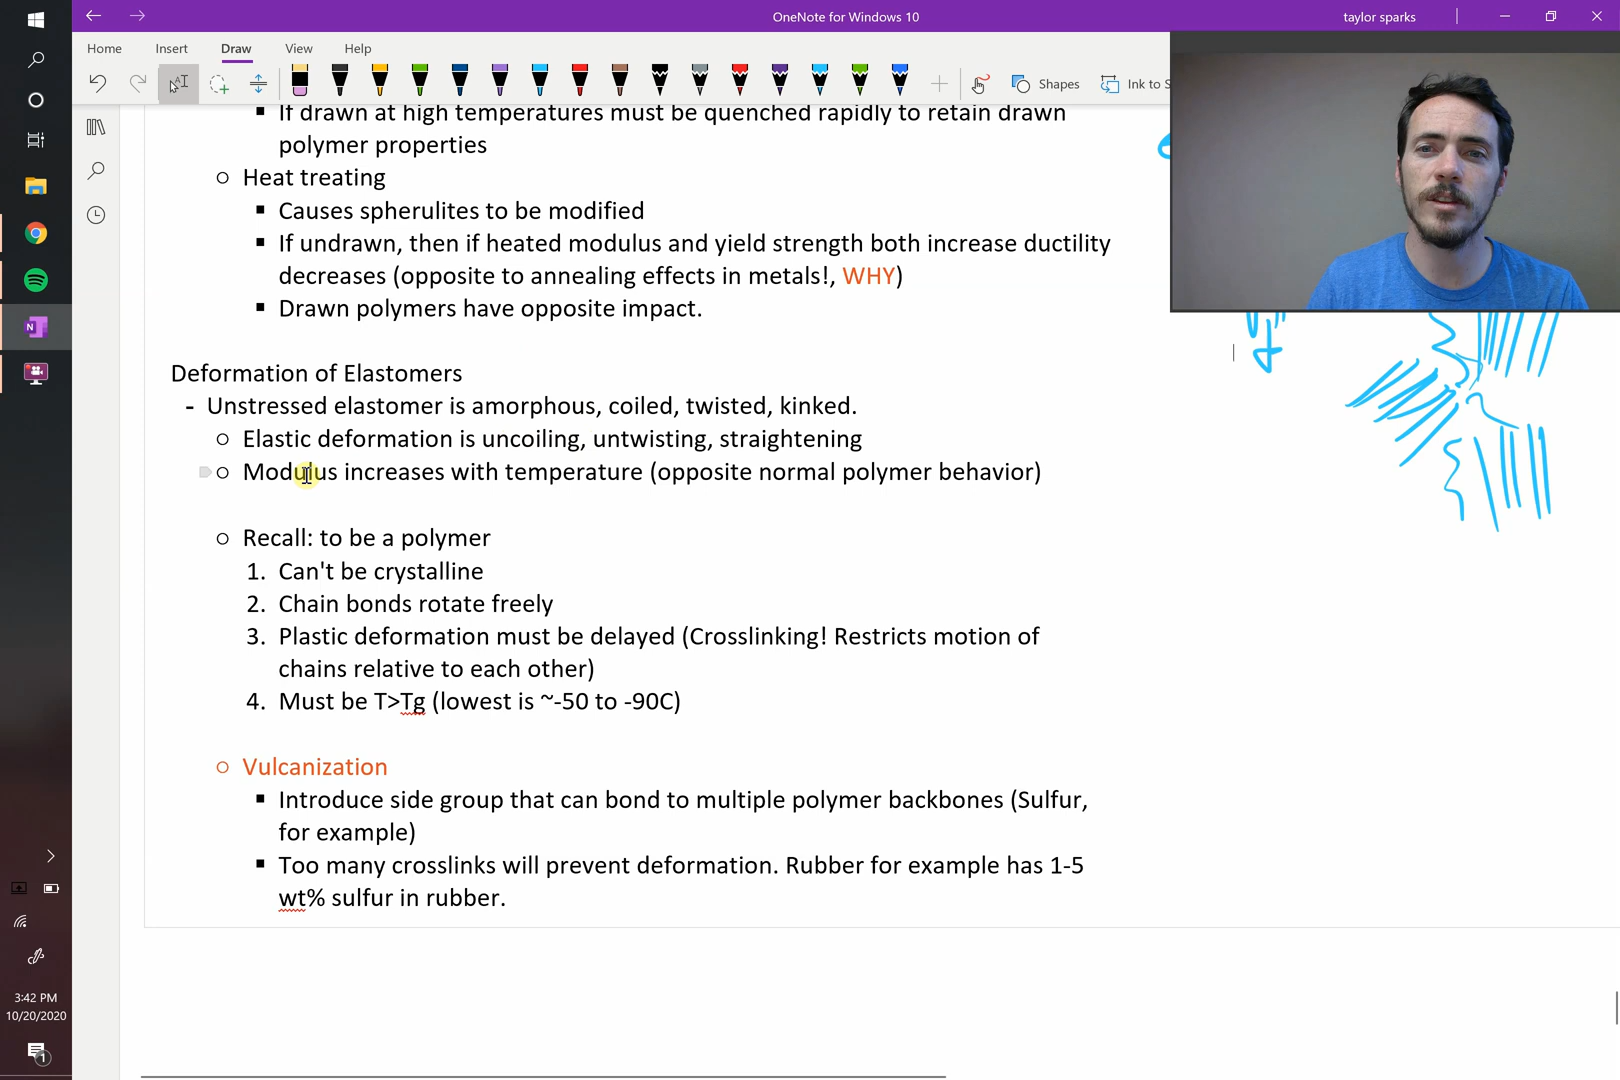 OneNote for Windows 10
taylor sparks
Home Insert Draw View Help
Shapes
Ink to S
▪ If drawn at high temperatures must be quenched rapidly to retain drawn
polymer properties
○ Heat treating
▪ Causes spherulites to be modified
▪ If undrawn, then if heated modulus and yield strength both increase ductility
decreases (opposite to annealing effects in metals!, WHY)
▪ Drawn polymers have opposite impact.
Deformation of Elastomers
- Unstressed elastomer is amorphous, coiled, twisted, kinked.
○ Elastic deformation is uncoiling, untwisting, straightening
○ Modulus increases with temperature (opposite normal polymer behavior)
○ Recall: to be a polymer
1. Can't be crystalline
2. Chain bonds rotate freely
3. Plastic deformation must be delayed (Crosslinking! Restricts motion of
chains relative to each other)
4. Must be T>Tg (lowest is ~-50 to -90C)
○ Vulcanization
▪ Introduce side group that can bond to multiple polymer backbones (Sulfur,
for example)
▪ Too many crosslinks will prevent deformation. Rubber for example has 1-5
wt% sulfur in rubber.
3:42 PM
10/20/2020
1